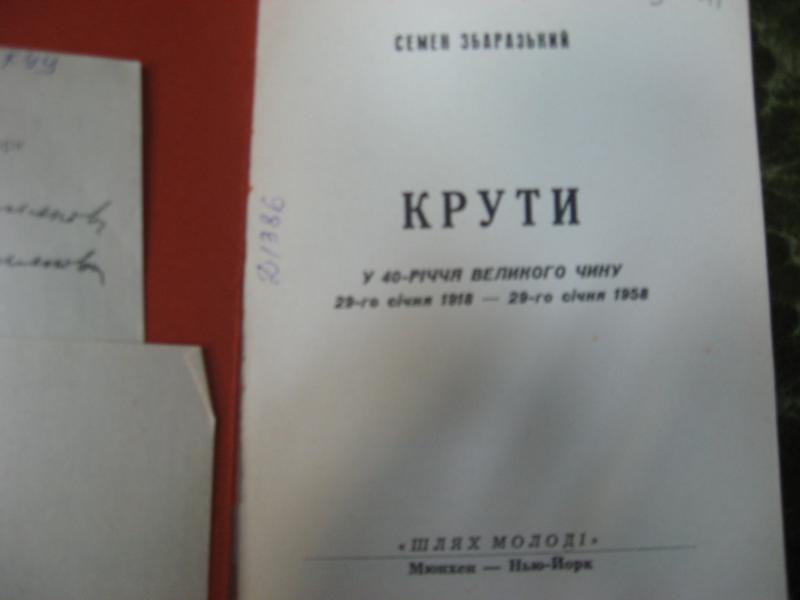 СЕМЕН ЗБАРАЗЬКИЙ
КРУТИ
У 40-РІЧЧЯ ВЕЛИКОГО ЧИНУ
29-го січня 1918 — 29-го січня 1958
Д1386
«ШЛЯХ МОЛОДІ»
Мюнхен — Нью-Йорк